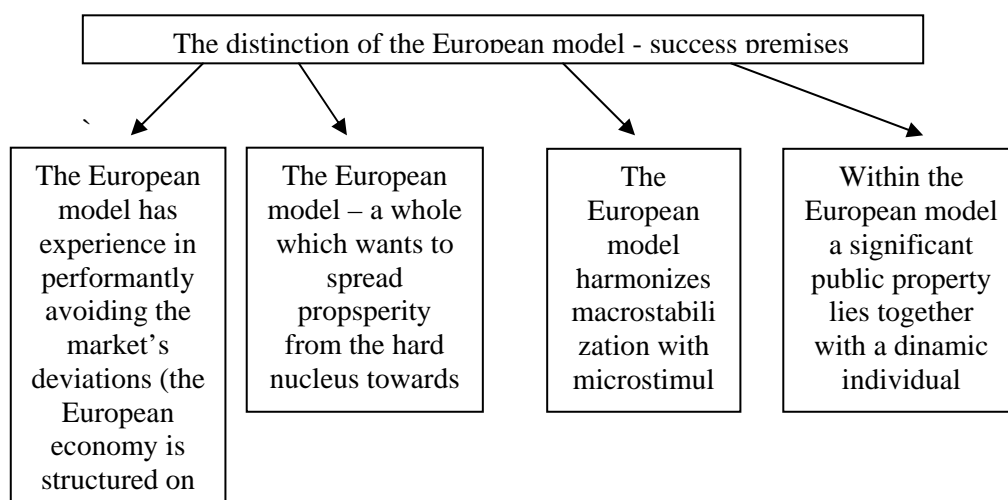 The distinction of the European model - success premises
`
The European
model has
experience in
performantly
avoiding the
market’s
deviations (the
European
economy is
structured on
The European
model – a whole
which wants to
spread
propsperity
from the hard
nucleus towards
The
European
model
harmonizes
macrostabili
zation with
microstimul
Within the
European model
a significant
public property
lies together
with a dinamic
individual